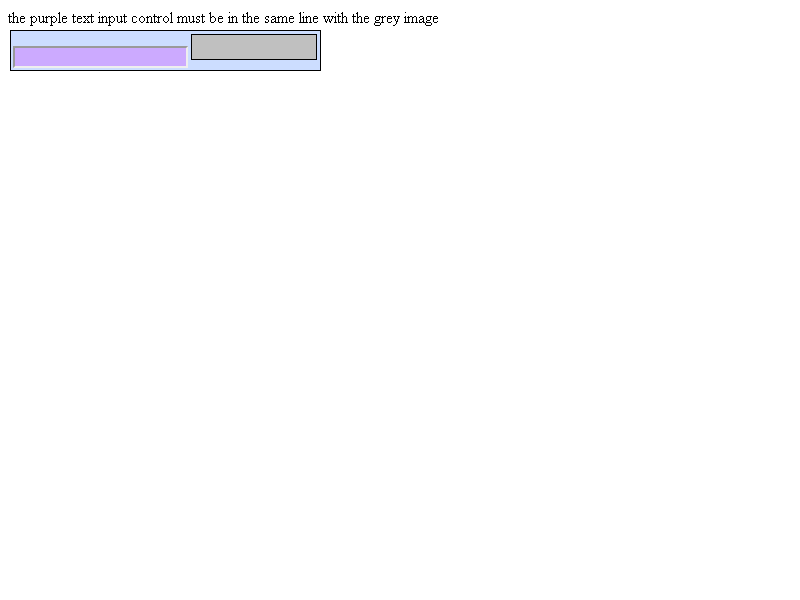 the purple text input control must be in the same line with the grey image